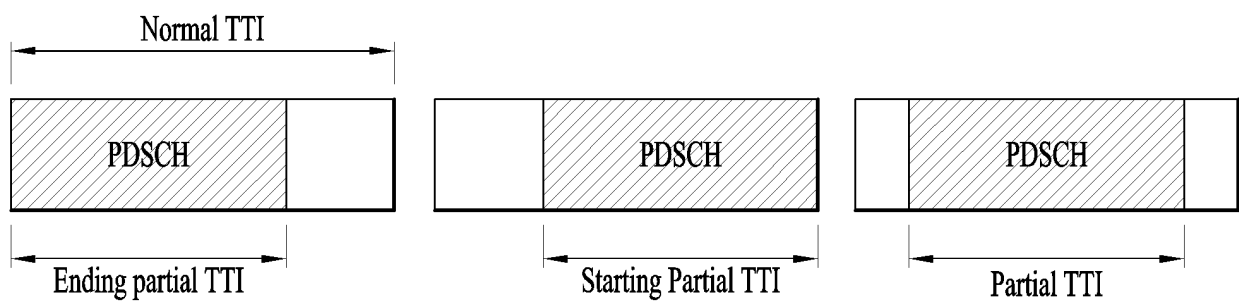 Normal TTI
PDSCH
PDSCH
PDSCH
Ending partial TTI
Starting Partial TTI
Partial TTI